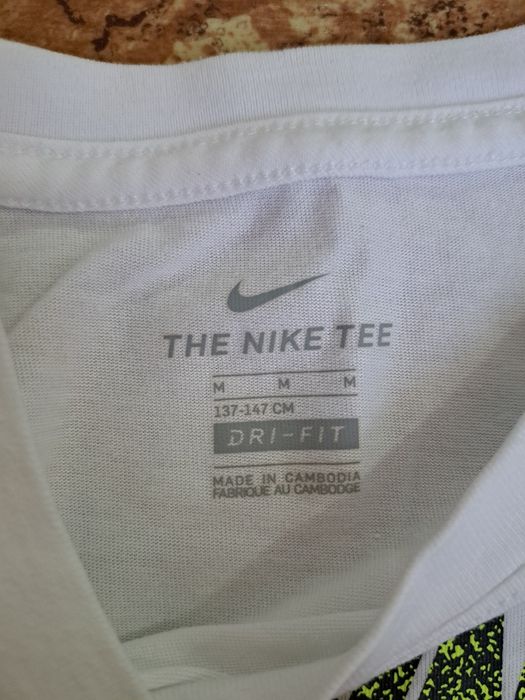 THE NIKE TEE
M M M
137-147 CM
DRI-FIT
MADE IN CAMBODIA
FABRIQUE AU CAMBODGE